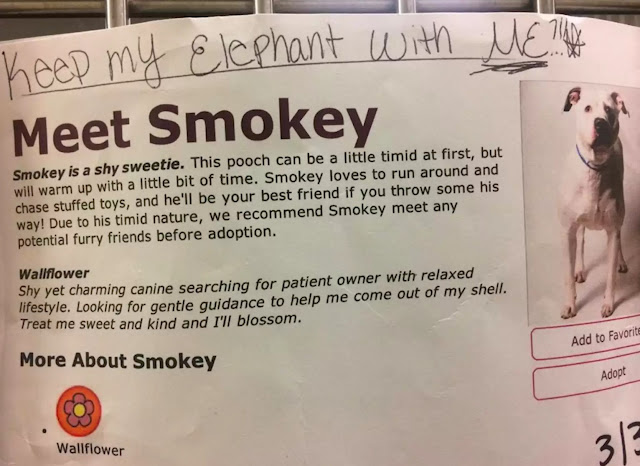 Keep my Elephant with ME?!!
Meet Smokey
Smokey is a shy sweetie. This pooch can be a little timid at first, but
will warm up with a little bit of time. Smokey loves to run around and
chase stuffed toys, and he'll be your best friend if you throw some his
way! Due to his timid nature, we recommend Smokey meet any
potential furry friends before adoption.
Wallflower
Shy yet charming canine searching for patient owner with relaxed
lifestyle. Looking for gentle guidance to help me come out of my shell.
Treat me sweet and kind and I'll blossom.
Add to Favorite
Adopt
More About Smokey
Wallflower
3/3